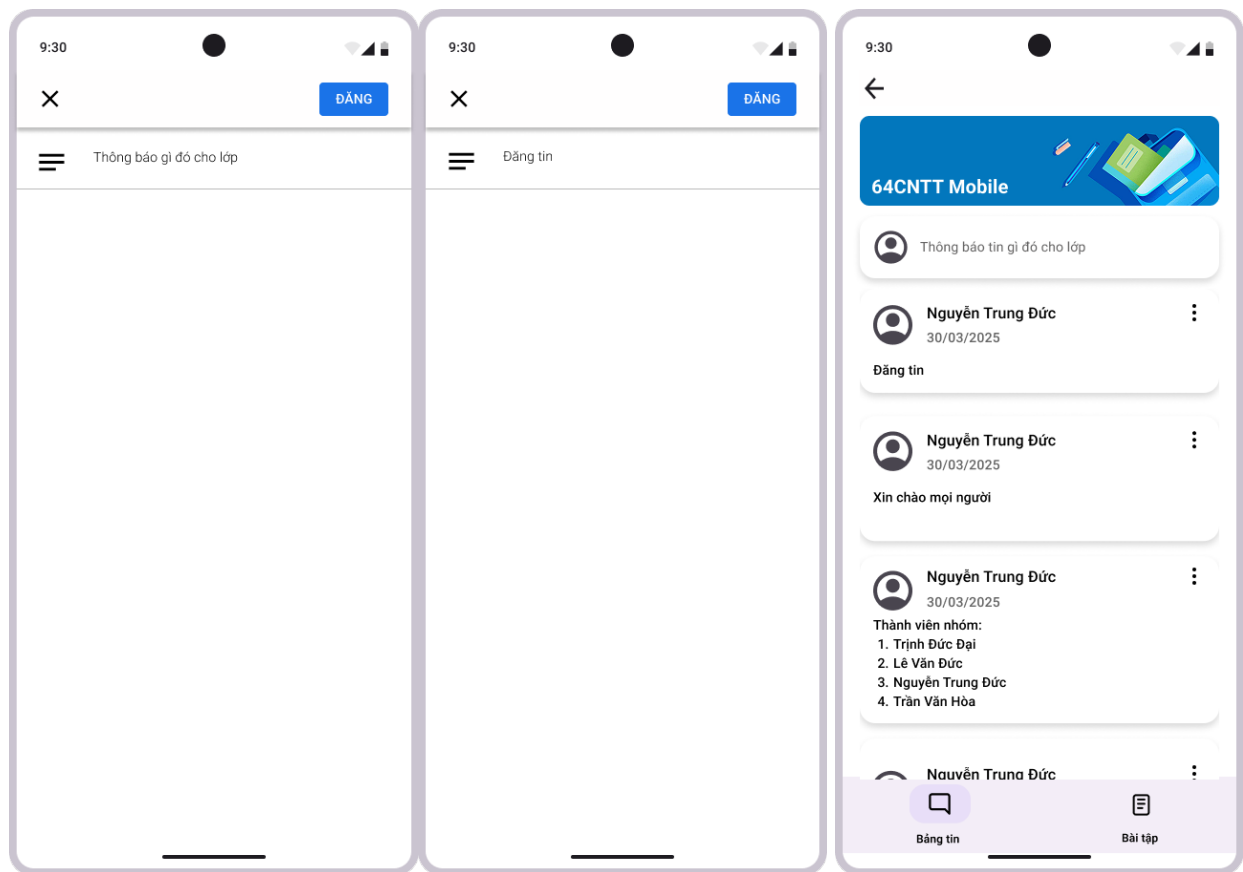 9:30
ĐĂNG
Thông báo gì đó cho lớp
9:30
ĐĂNG
Đăng tin
9:30
64CNTT Mobile
Thông báo tin gì đó cho lớp
Nguyễn Trung Đức
30/03/2025
Đăng tin
Nguyễn Trung Đức
30/03/2025
Xin chào mọi người
Nguyễn Trung Đức
30/03/2025
Thành viên nhóm:
1. Trịnh Đức Đại
2. Lê Văn Đức
3. Nguyễn Trung Đức
4. Trần Văn Hòa
Nguyễn Trung Đức
Bảng tin
Bài tập